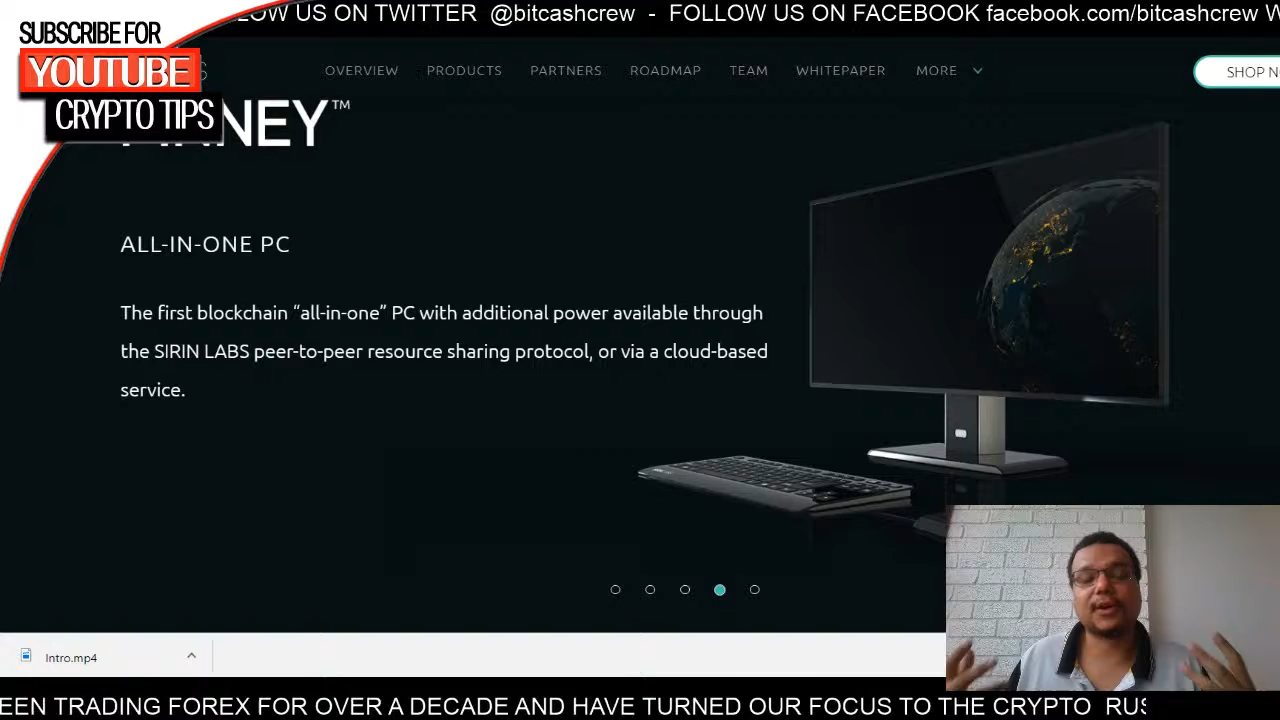 LOW US ON TWITTER @bitcashcrew - FOLLOW US ON FACEBOOK facebook.com/bitcashcrew W
SUBSCRIBE FOR
YOUTUBE
CRYPTO TIPS
OVERVIEW PRODUCTS PARTNERS ROADMAP TEAM WHITEPAPER MORE
SHOP N
NEY™
ALL-IN-ONE PC
The first blockchain “all-in-one” PC with additional power available through
the SIRIN LABS peer-to-peer resource sharing protocol, or via a cloud-based
service.
Intro.mp4
EEN TRADING FOREX FOR OVER A DECADE AND HAVE TURNED OUR FOCUS TO THE CRYPTO RUS